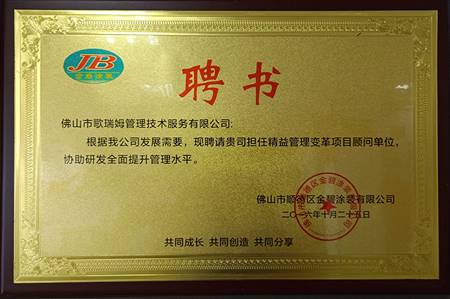 JB
金碧涂装
聘书
佛山市歌瑞姆管理技术服务有限公司:
根据我公司发展需要，现聘请贵司担任精益管理变革项目顾问单位，
协助研发全面提升管理水平。
佛山市顺德区金碧涂装有限公司
二〇一六年十月二十五日
共同成长 共同创造 共同分享